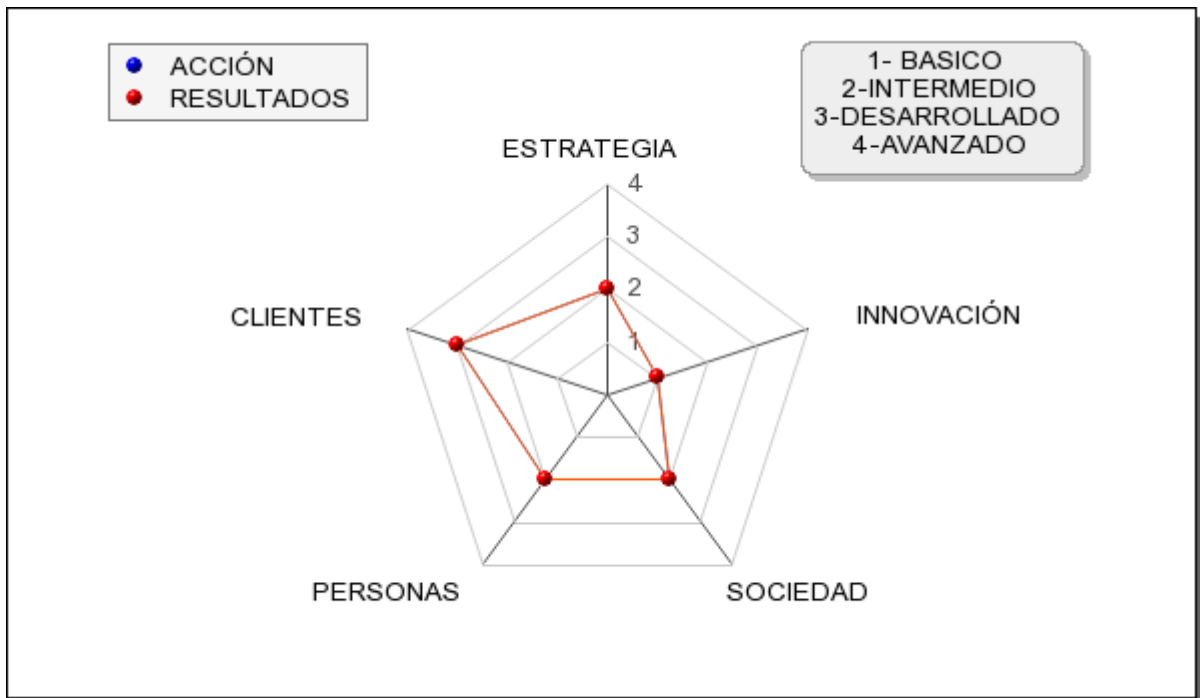 ACCIÓN
RESULTADOS
1- BASICO
2-INTERMEDIO
3-DESARROLLADO
4-AVANZADO
ESTRATEGIA
4
3
2
1
CLIENTES
INNOVACIÓN
PERSONAS
SOCIEDAD